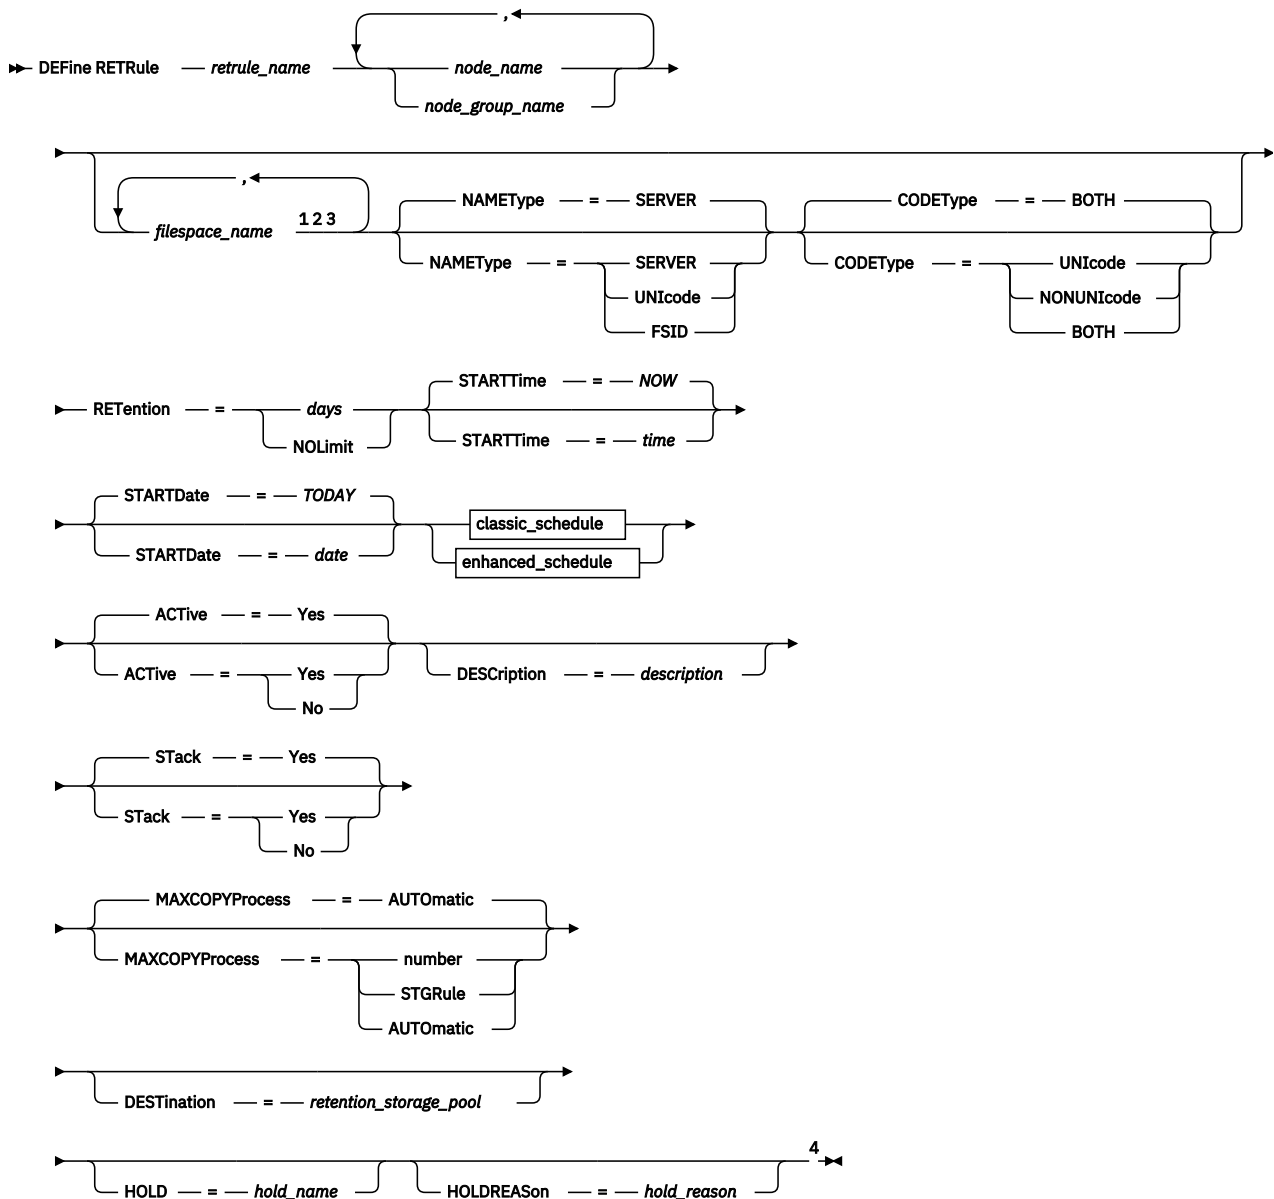 ,
DEFine RETRule retrule_name node_name
node_group_name
,
NAMEType = SERVER CODEType = BOTH
filespace_name 1 2 3
NAMEType = SERVER CODEType = UNIcode
UNIcode NONUNIcode
FSID BOTH
STARTTime = NOW
RETention = days
NOLimit STARTTime = time
STARTDate = TODAY
classic_schedule
STARTDate = date enhanced_schedule
ACTive = Yes
ACTive = Yes DESCription = description
No
STack = Yes
STack = Yes
No
MAXCOPYProcess = AUTOmatic
MAXCOPYProcess = number
STGRule
AUTOmatic
DESTination = retention_storage_pool
4
HOLD = hold_name HOLDREASon = hold_reason